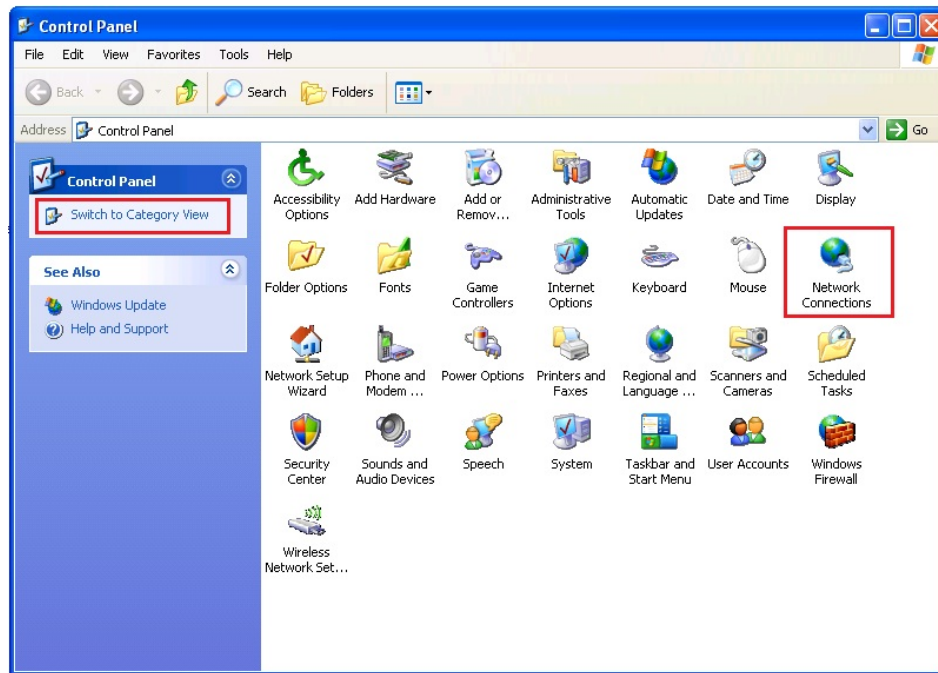 Control Panel
File Edit View Favorites Tools Help
Back Search Folders
Address Control Panel Go
Control Panel
Switch to Category View
See Also
Windows Update
Help and Support
Accessibility
Options
Add Hardware
Add or
Remov...
Administrative
Tools
Automatic
Updates
Date and Time
Display
Folder Options
Fonts
Game
Controllers
Internet
Options
Keyboard
Mouse
Network
Connections
Network Setup
Wizard
Phone and
Modem ...
Power Options
Printers and
Faxes
Regional and
Language ...
Scanners and
Cameras
Scheduled
Tasks
Security
Center
Sounds and
Audio Devices
Speech
System
Taskbar and
Start Menu
User Accounts
Windows
Firewall
Wireless
Network Set...